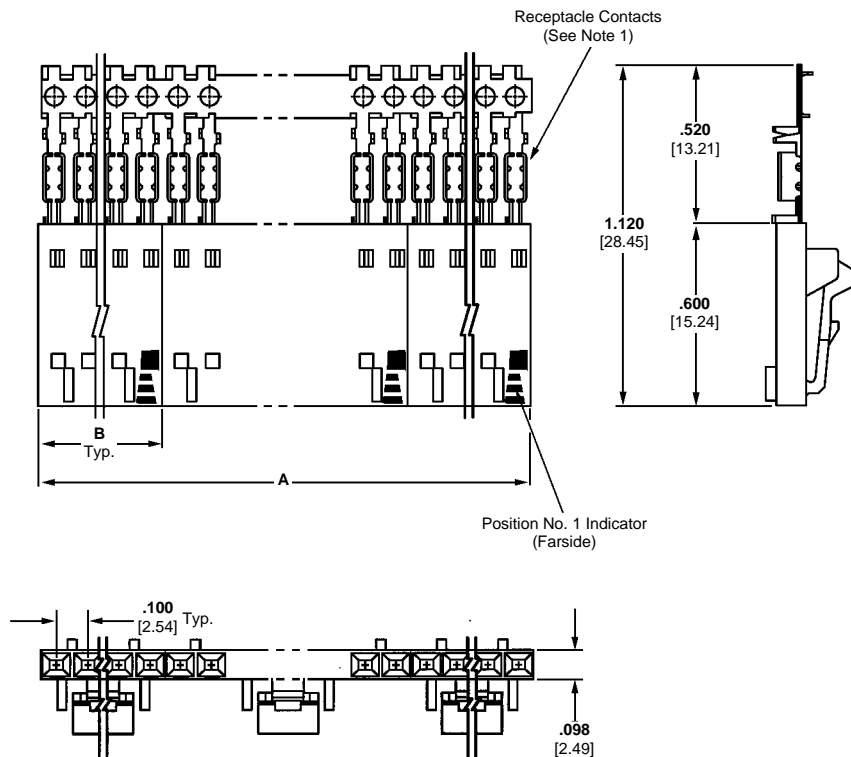 Receptacle Contacts
(See Note 1)
.520
[13.21]
1.120
[28.45]
.600
[15.24]
B
Typ.
A
Position No. 1 Indicator
(Farside)
.100
[2.54] Typ.
.098
[2.49]